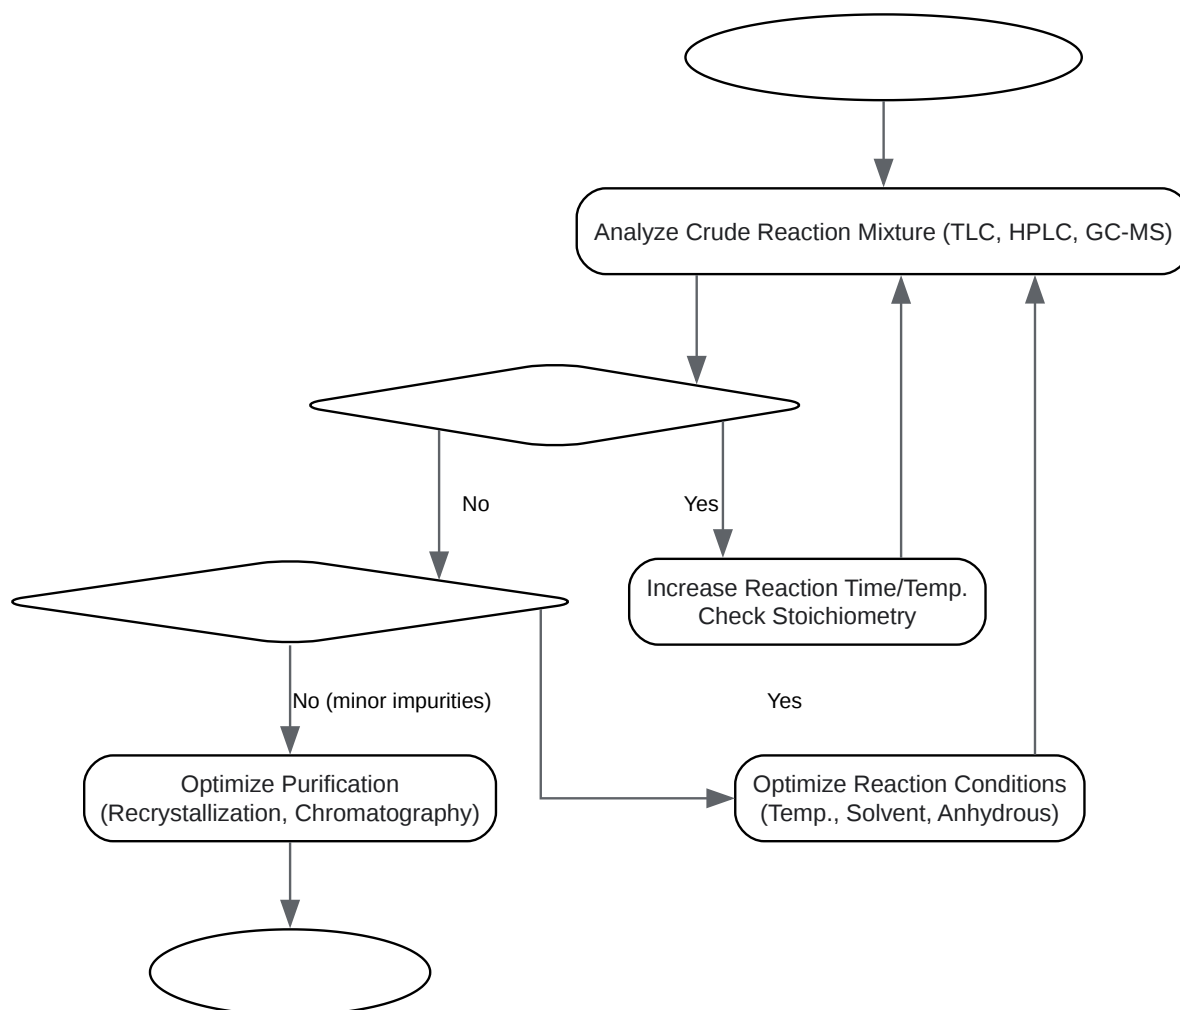 Analyze Crude Reaction Mixture (TLC, HPLC, GC-MS)
No
Yes
Increase Reaction Time/Temp.
Check Stoichiometry
No (minor impurities)
Yes
Optimize Purification
(Recrystallization, Chromatography)
Optimize Reaction Conditions
(Temp., Solvent, Anhydrous)